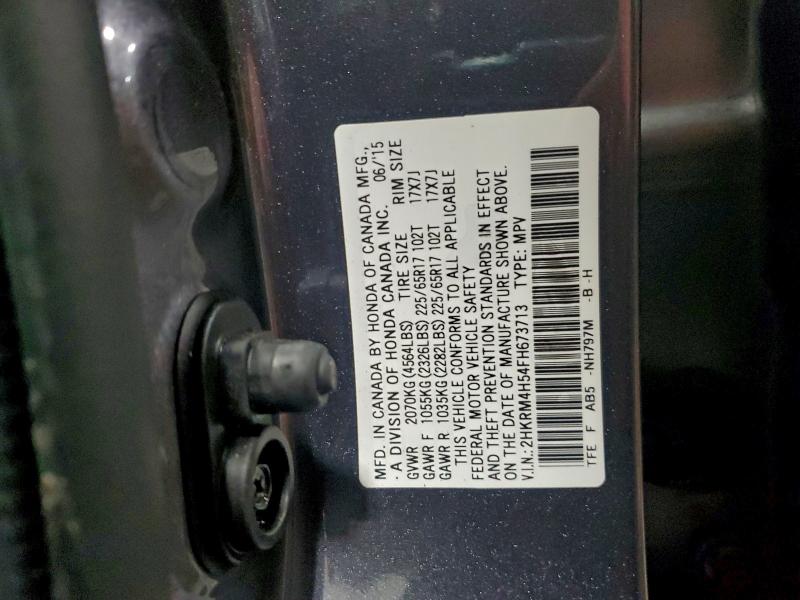 MFD. IN CANADA BY HONDA OF CANADA MFG.,
A DIVISION OF HONDA CANADA INC. 06/'15
GVWR 2070KG(4564LBS) TIRE SIZE RIM SIZE
GAWR F 1055KG(2326LBS) 225/65R17 102T 17X7J
GAWR R 1035KG(2282LBS) 225/65R17 102T 17X7J
THIS VEHICLE CONFORMS TO ALL APPLICABLE
FEDERAL MOTOR VEHICLE SAFETY
AND THEFT PREVENTION STANDARDS IN EFFECT
ON THE DATE OF MANUFACTURE SHOWN ABOVE.
V.I.N.: 2HKRM4H54FH673713 TYPE: MPV
TFE F AB5 -NH797M -B -H